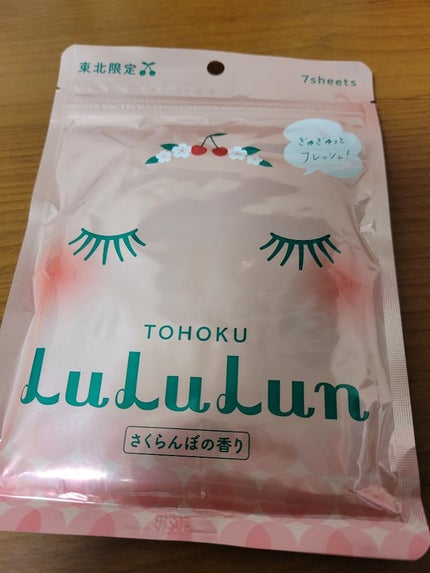 東北限定
7sheets
ぎゅぎゅっと
フレッシュ!
TOHOKU
LuLuLun
さくらんぼの香り